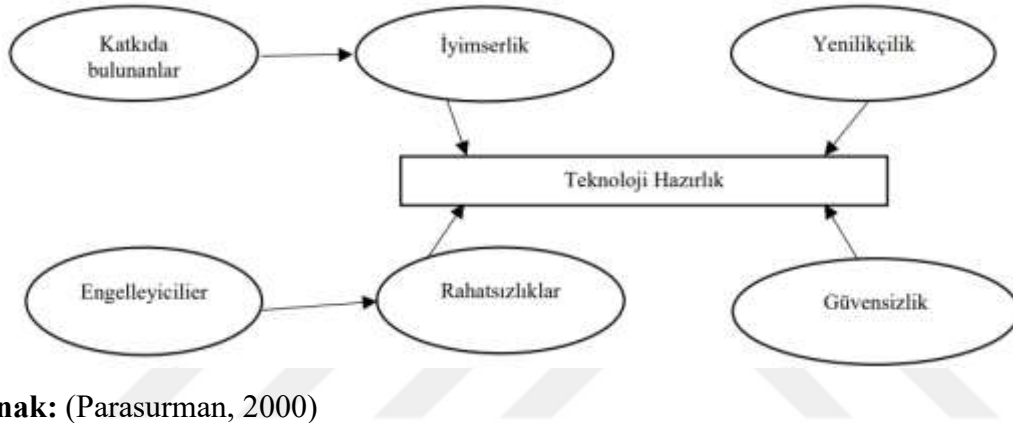 Katkıda
bulunanlar
İyimserlik
Yenilikçilik
Teknoloji Hazırlık
Engelleyicilier
Rahatsızlıklar
Güvensizlik
nak: (Parasurman, 2000)